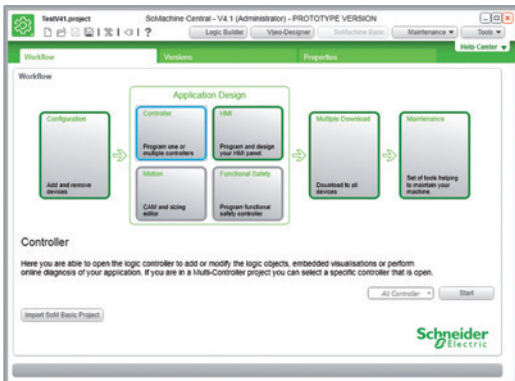 TestV41.project
SoMachine Central - V4.1 (Administrator) - PROTOTYPE VERSION
Logic Builder
Vijeo-Designer
SoMachine Basic
Maintenance
Tools
Help Center
Workflow
Versions
Properties
Workflow
Application Design
Configuration
Add and remove
devices
Controller
Program one or
multiple controllers
HMI
Program and design
your HMI panel
Motion
CAM and sizing
editor
Functional Safety
Program functional
safety controller
Multiple Download
Download to all
devices
Maintenance
Set of tools helping
to maintain your
machine.
Controller
Here you are able to open the logic controller to add or modify the logic objects, embedded visualisations or perform
online diagnosis of your application. If you are in a Multi-Controller project you can select a specific controller that is open.
All Controller
Start
Import SoM Basic Project
Schneider
Electric